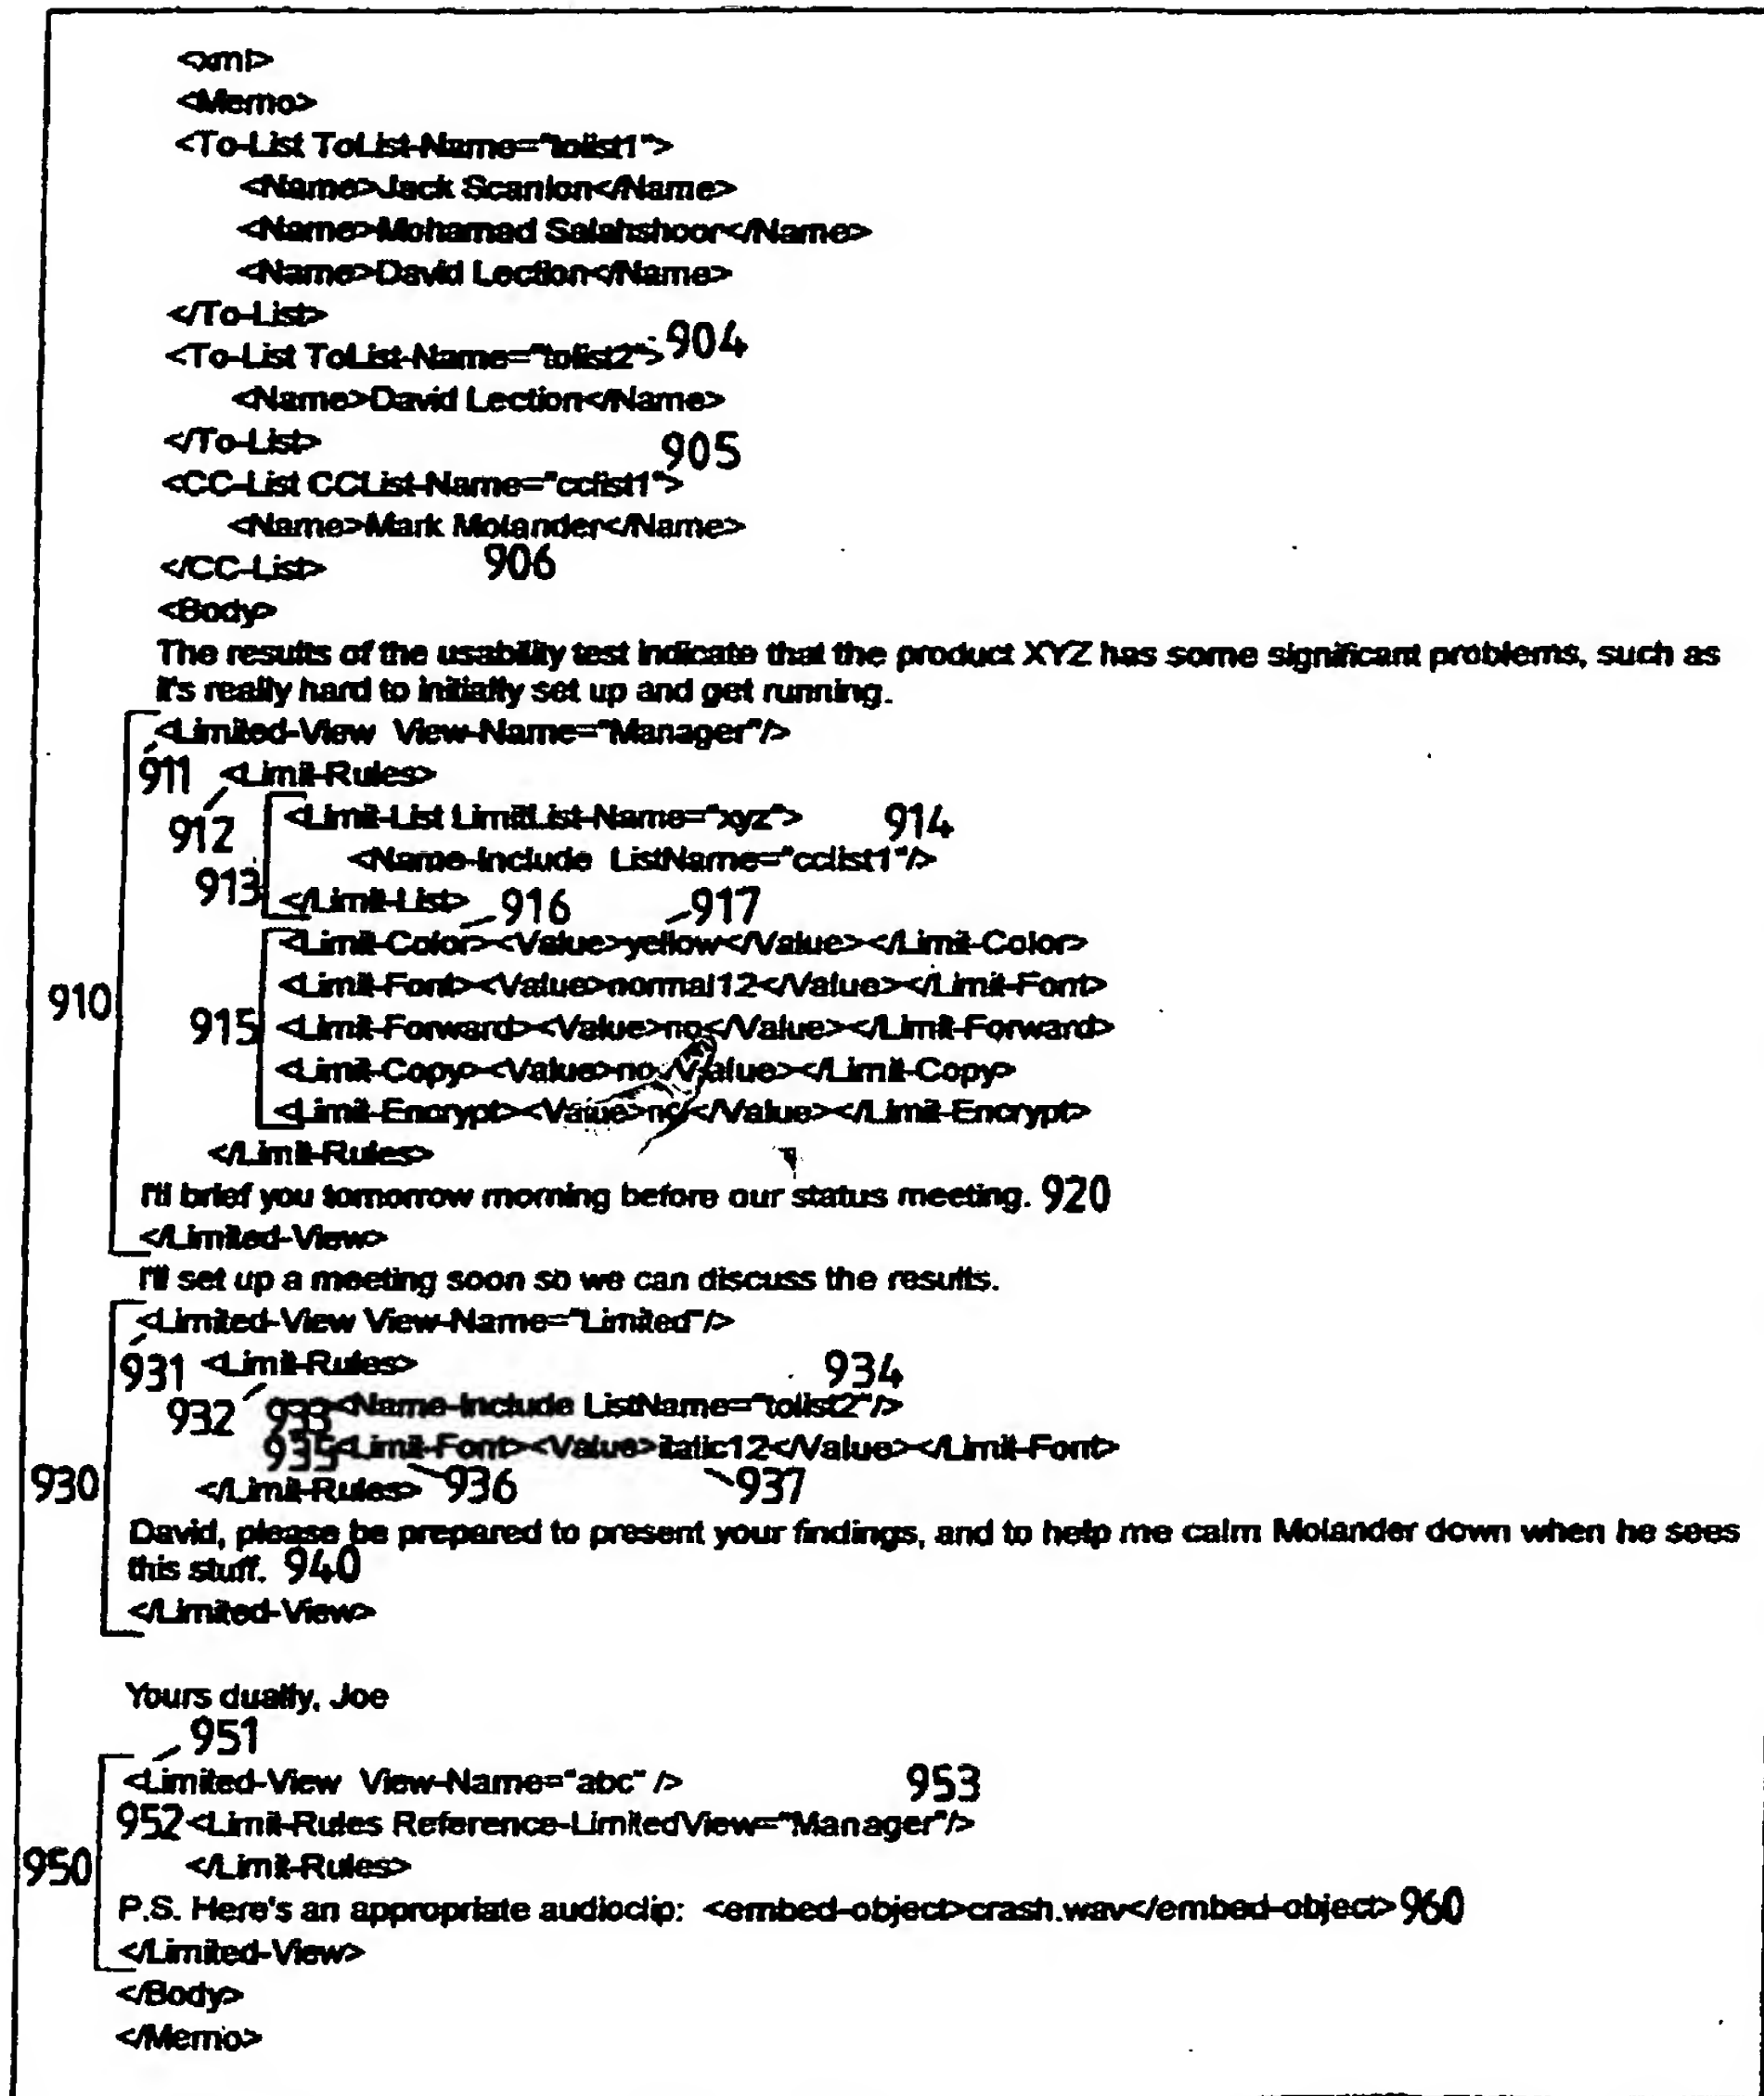 <xml>
<Memo>
<To-List ToList-Name="tolist1">
<Name>Jack Scanlon</Name>
<Name>Mohamad Salahshoor</Name>
<Name>David Lection</Name>
</To-List>
<To-List ToList-Name="tolist2"> 904
<Name>David Lection</Name>
</To-List> 905
<CC-List CCList-Name="cclist1">
<Name>Mark Molander</Name>
</CC-List> 906
<Body>
The results of the usability test indicate that the product XYZ has some significant problems, such as
it's really hard to initially set up and get running.
<Limited-View View-Name="Manager"/>
911 <Limit-Rules>
912 <Limit-List LimitList-Name="xyz"> 914
<Name-Include ListName="cclist1"/>
913 </Limit-List> 916 917
<Limit-Color><Value>yellow</Value></Limit-Color>
910 <Limit-Font><Value>normal12</Value></Limit-Font>
915 <Limit-Forward><Value>no</Value></Limit-Forward>
<Limit-Copy><Value>no</Value></Limit-Copy>
<Limit-Encrypt><Value>no</Value></Limit-Encrypt>
</Limit-Rules>
I'll brief you tomorrow morning before our status meeting. 920
</Limited-View>
I'll set up a meeting soon so we can discuss the results.
<Limited-View View-Name="Limited"/>
931 <Limit-Rules> 934
932 933 <Name-Include ListName="tolist2"/>
935 <Limit-Font><Value>italic12</Value></Limit-Font>
930 </Limit-Rules> 936 937
David, please be prepared to present your findings, and to help me calm Molander down when he sees
this stuff. 940
</Limited-View>
Yours dually, Joe
951
<Limited-View View-Name="abc" /> 953
952 <Limit-Rules Reference-LimitedView="Manager"/>
950 </Limit-Rules>
P.S. Here's an appropriate audioclip: <embed-object>crash.wav</embed-object> 960
</Limited-View>
</Body>
</Memo>